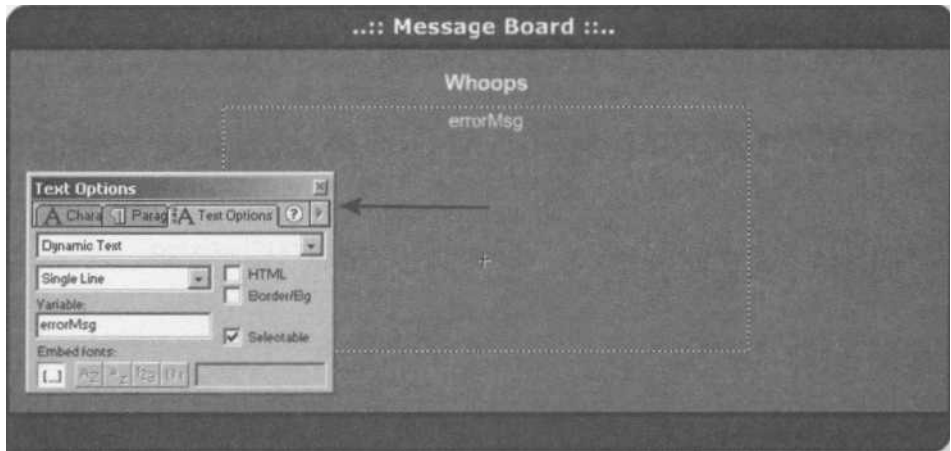 ..:: Message Board ::..
Whoops
errorMsg
Text Options
Chara Parag Text Options ?
Dynamic Text
Single Line
HTML
Border/Bg
Variable:
errorMsg
Selectable
Embed fonts:
[...]